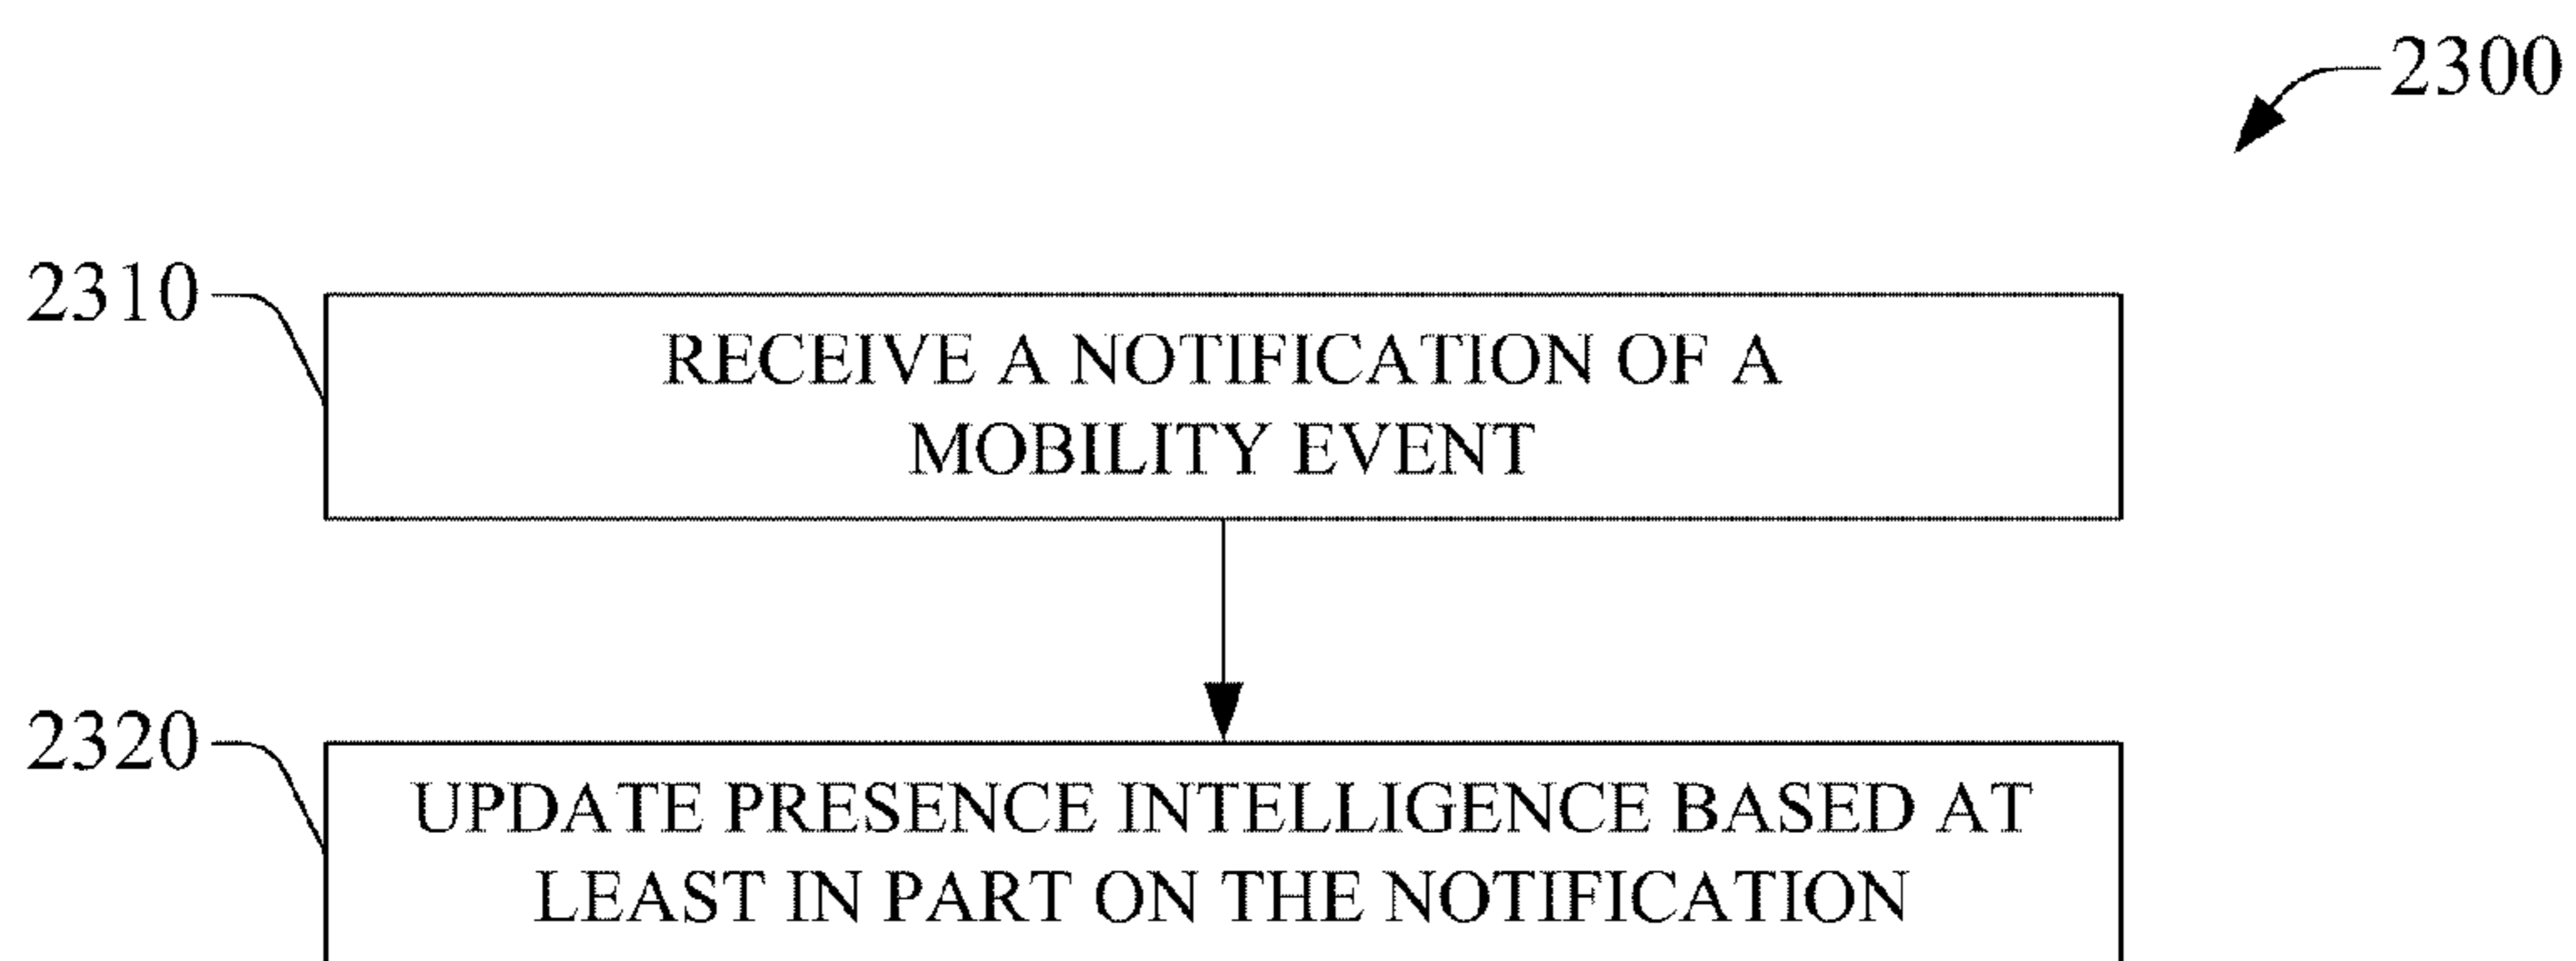 2300
2310
RECEIVE A NOTIFICATION OF A
MOBILITY EVENT
2320
UPDATE PRESENCE INTELLIGENCE BASED AT
LEAST IN PART ON THE NOTIFICATION